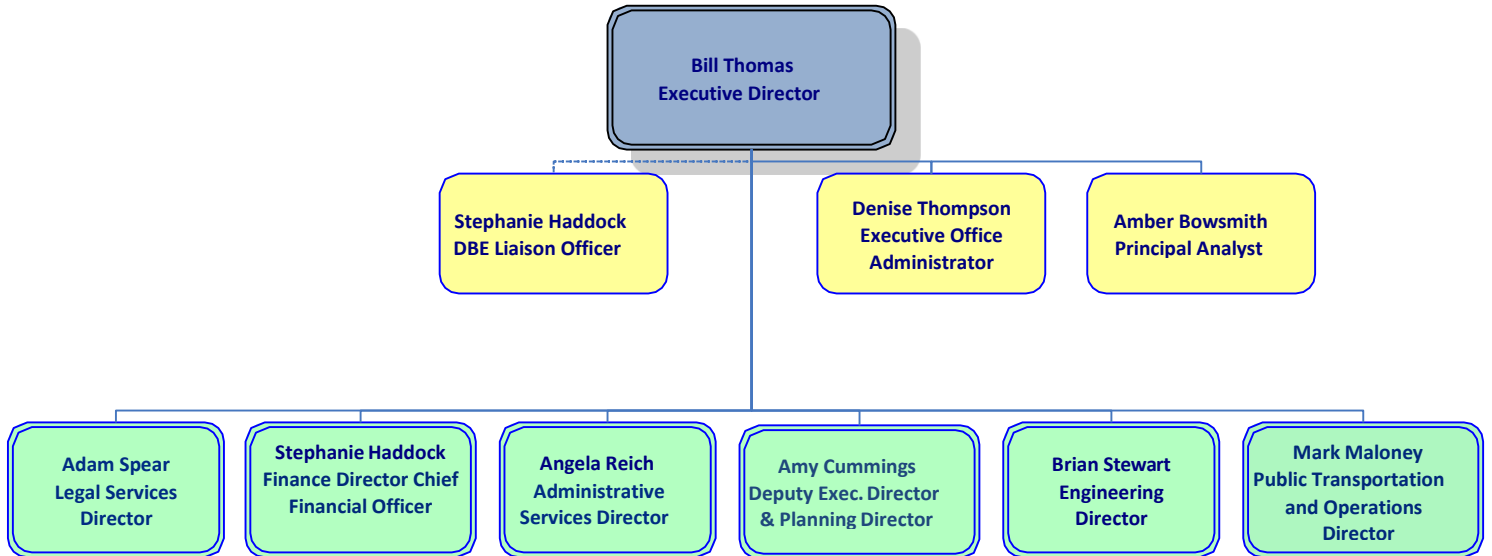 Bill Thomas
Executive Director
Stephanie Haddock
DBE Liaison Officer
Denise Thompson
Executive Office
Administrator
Amber Bowsmith
Principal Analyst
Adam Spear
Legal Services
Director
Stephanie Haddock
Finance Director Chief
Financial Officer
Angela Reich
Administrative
Services Director
Amy Cummings
Deputy Exec. Director
& Planning Director
Brian Stewart
Engineering
Director
Mark Maloney
Public Transportation
and Operations
Director